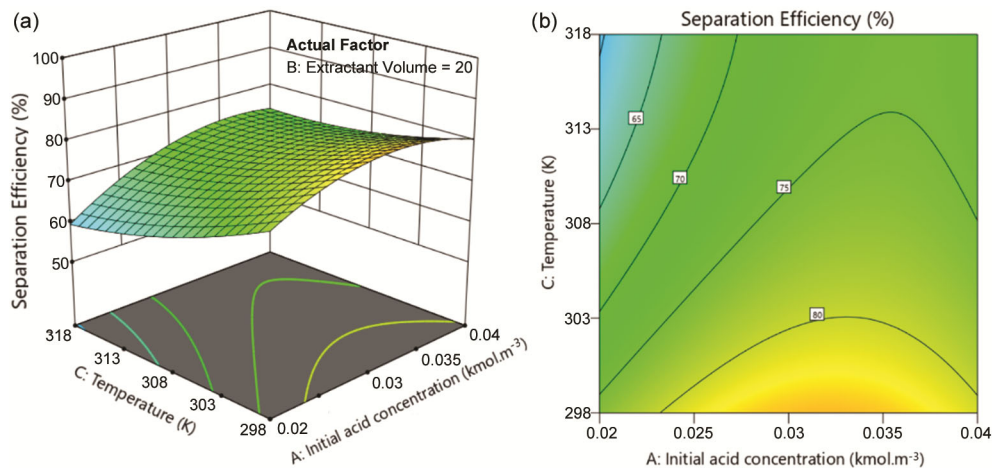 (a)
Actual Factor
B: Extractant Volume = 20
Separation Efficiency (%)
100
90
80
70
60
50
318
313
308
303
298
C: Temperature (K)
0.02
0.03
0.035
0.04
A: Initial acid concentration (kmol.m⁻³)
(b)
Separation Efficiency (%)
C: Temperature (K)
318
313
308
303
298
65
70
75
80
0.02
0.025
0.03
0.035
0.04
A: Initial acid concentration (kmol.m⁻³)